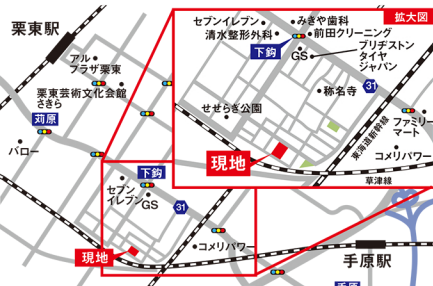 栗東駅
アル
プラザ栗東
栗東芸術文化会館
さきら
苅原
バロー
セブン
イレブン
下鈎
GS
31
現地
コメリパワー
手原駅
手原
拡大図
セブンイレブン
みきや歯科
清水整形外科
前田クリーニング
下鈎
GS
ブリヂストン
タイヤ
ジャパン
31
称名寺
せせらぎ公園
ファミリー
マート
東海道新幹線
コメリパワー
現地
草津線